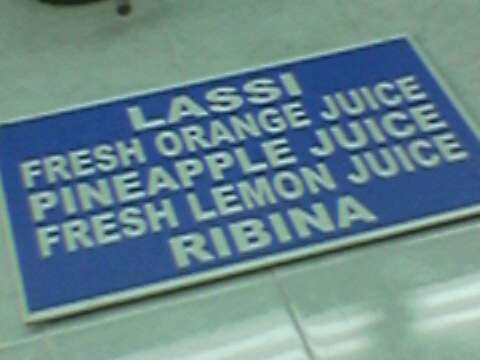 LASSI
FRESH ORANGE JUICE
PINEAPPLE JUICE
FRESH LEMON JUICE
RIBINA